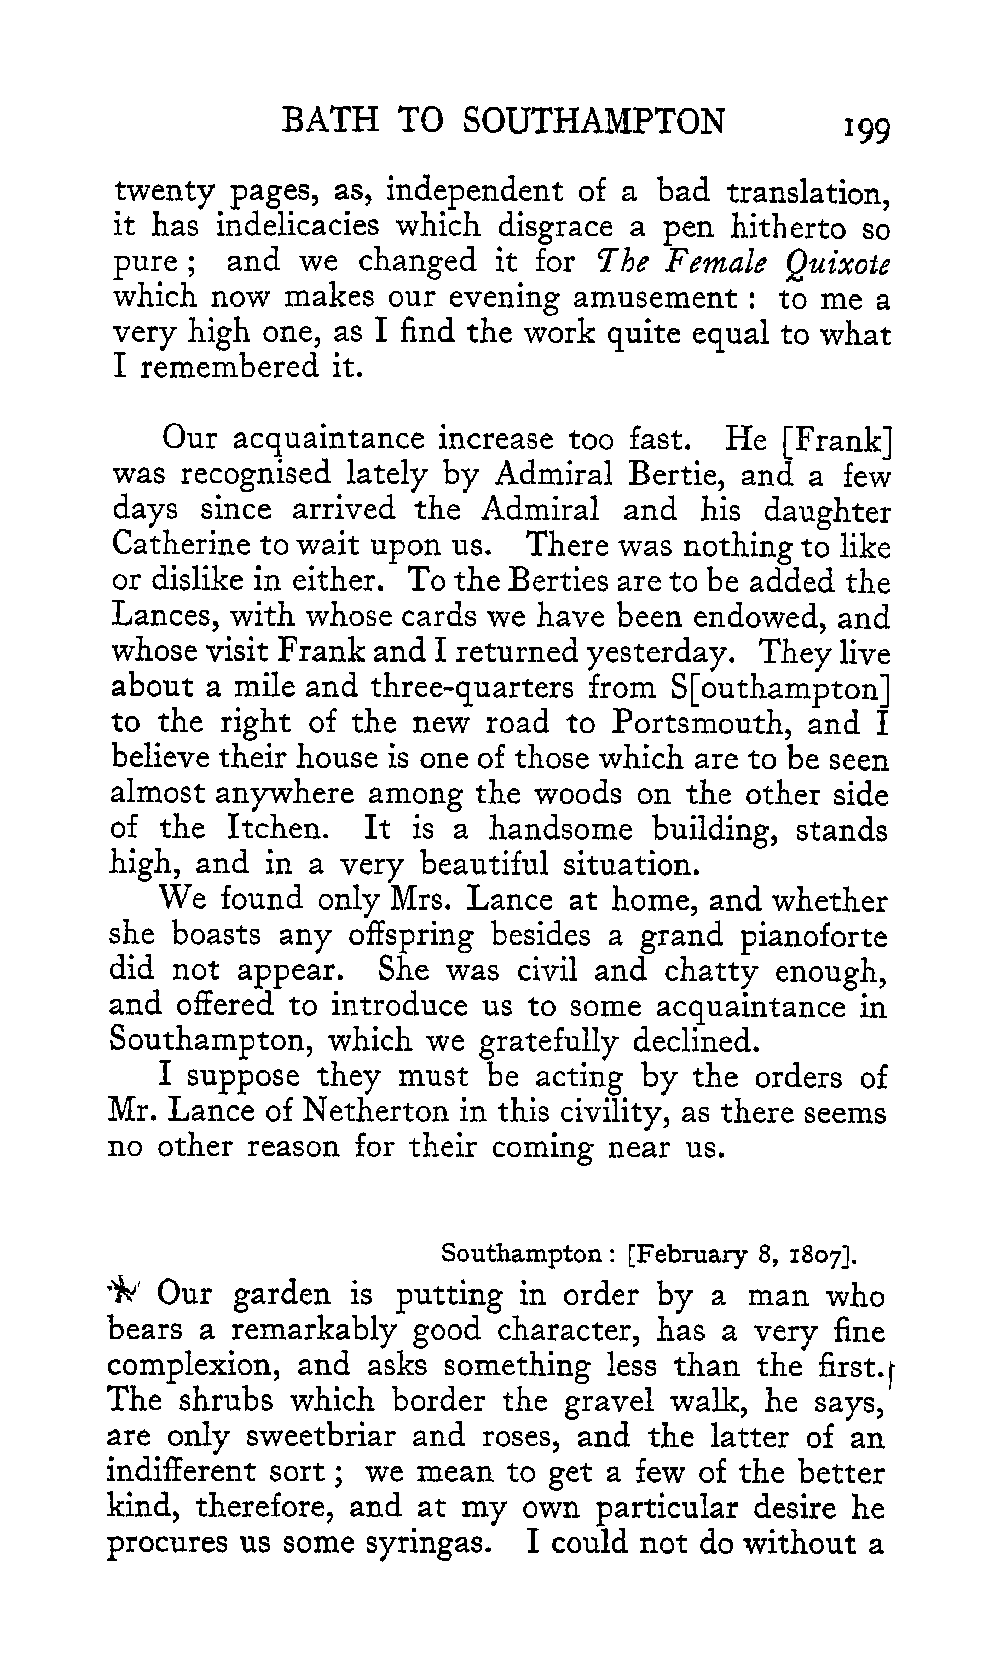 BATH TO SOUTHAMPTON 199
twenty pages, as, independent of a bad translation,
it has indelicacies which disgrace a pen hitherto so
pure ; and we changed it for The Female Quixote
which now makes our evening amusement : to me a
very high one, as I find the work quite equal to what
I remembered it.
Our acquaintance increase too fast. He [Frank]
was recognised lately by Admiral Bertie, and a few
days since arrived the Admiral and his daughter
Catherine to wait upon us. There was nothing to like
or dislike in either. To the Berties are to be added the
Lances, with whose cards we have been endowed, and
whose visit Frank and I returned yesterday. They live
about a mile and three-quarters from S[outhampton]
to the right of the new road to Portsmouth, and I
believe their house is one of those which are to be seen
almost anywhere among the woods on the other side
of the Itchen. It is a handsome building, stands
high, and in a very beautiful situation.
We found only Mrs. Lance at home, and whether
she boasts any offspring besides a grand pianoforte
did not appear. She was civil and chatty enough,
and offered to introduce us to some acquaintance in
Southampton, which we gratefully declined.
I suppose they must be acting by the orders of
Mr. Lance of Netherton in this civility, as there seems
no other reason for their coming near us.
Southampton : [February 8, 1807].
Our garden is putting in order by a man who
bears a remarkably good character, has a very fine
complexion, and asks something less than the first.
The shrubs which border the gravel walk, he says,
are only sweetbriar and roses, and the latter of an
indifferent sort ; we mean to get a few of the better
kind, therefore, and at my own particular desire he
procures us some syringas. I could not do without a